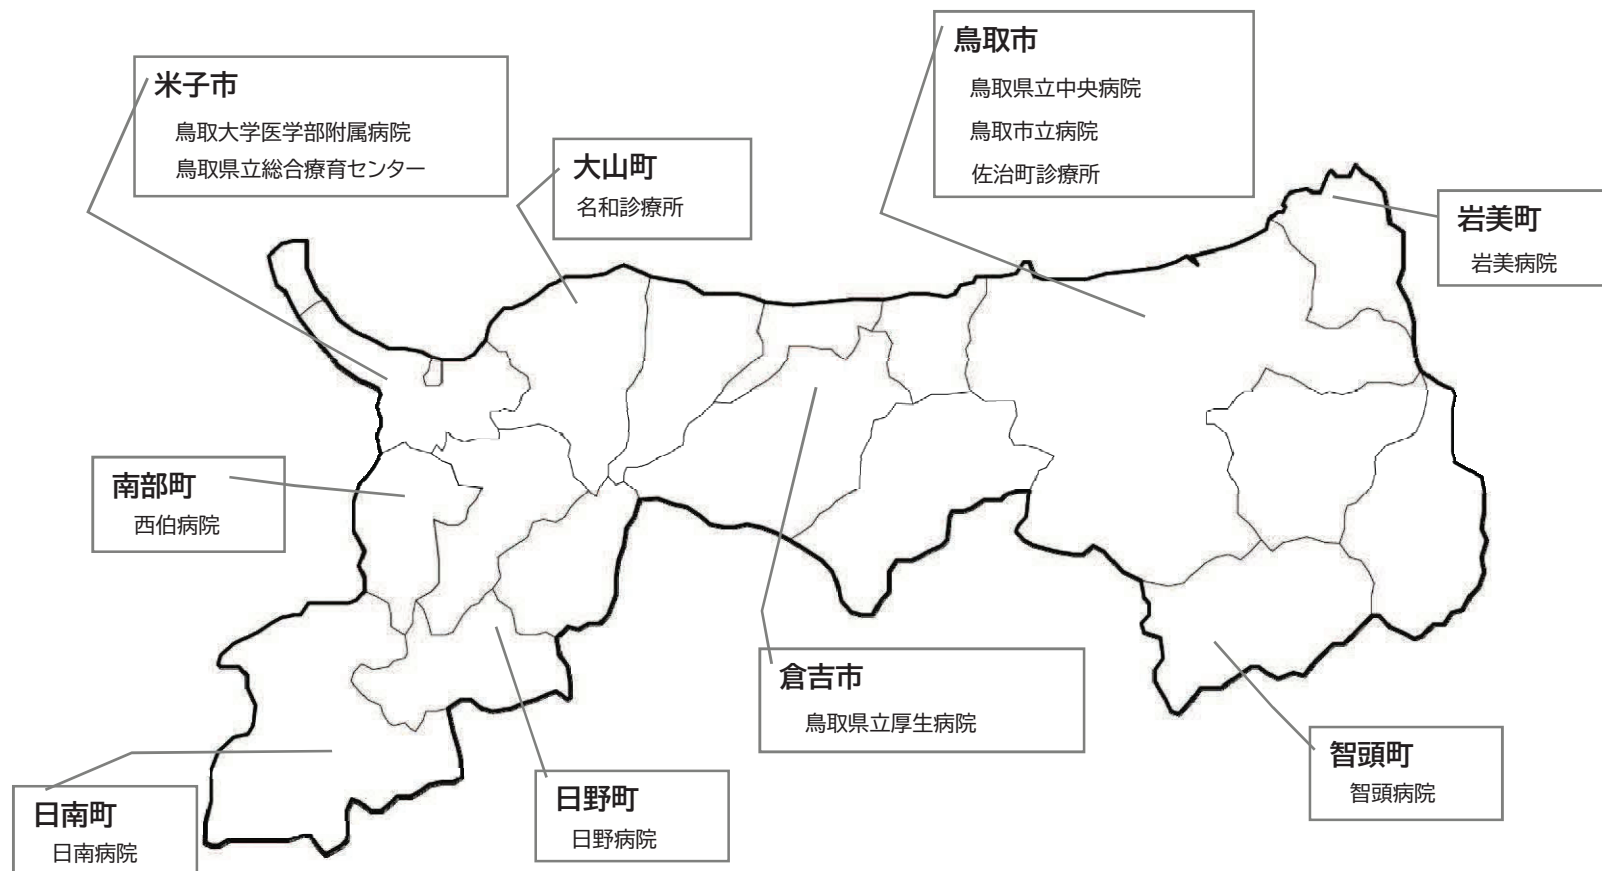 米子市
鳥取大学医学部附属病院
鳥取県立総合療育センター
大山町
名和診療所
鳥取市
鳥取県立中央病院
鳥取市立病院
佐治町診療所
岩美町
岩美病院
南部町
西伯病院
倉吉市
鳥取県立厚生病院
智頭町
智頭病院
日南町
日南病院
日野町
日野病院